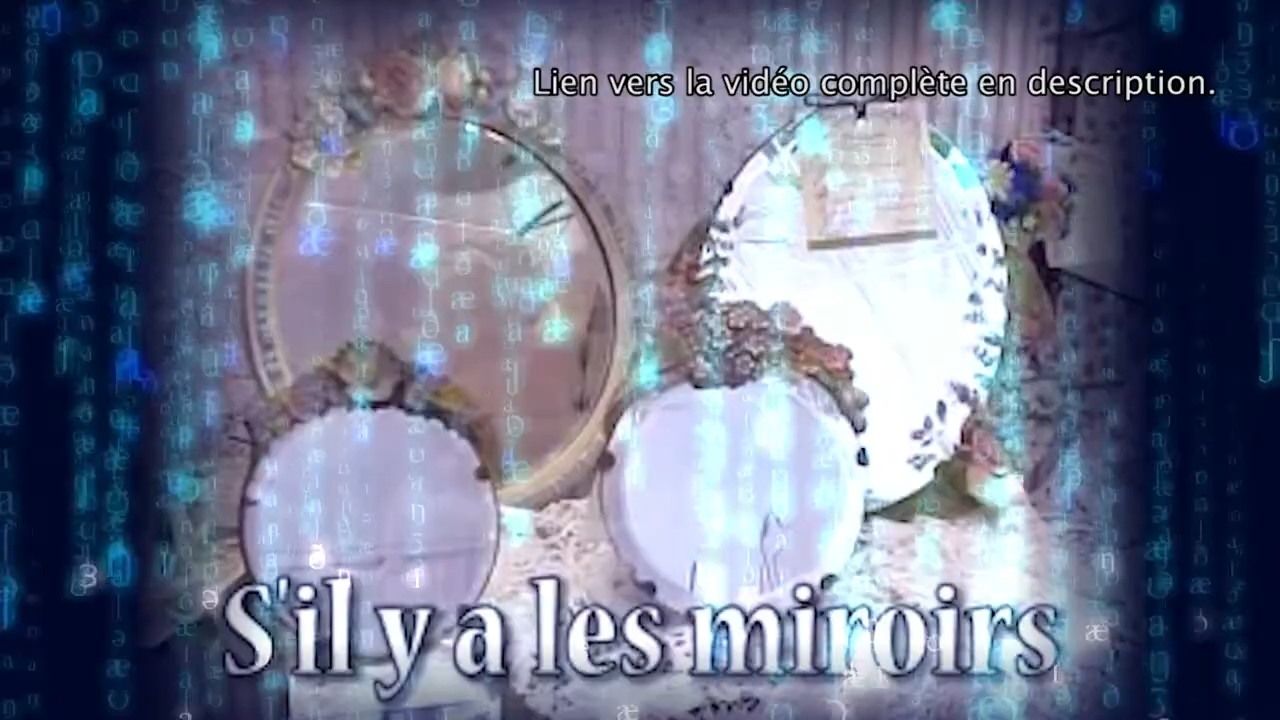 Lien vers la vidéo complète en description.
S'il y a les miroirs